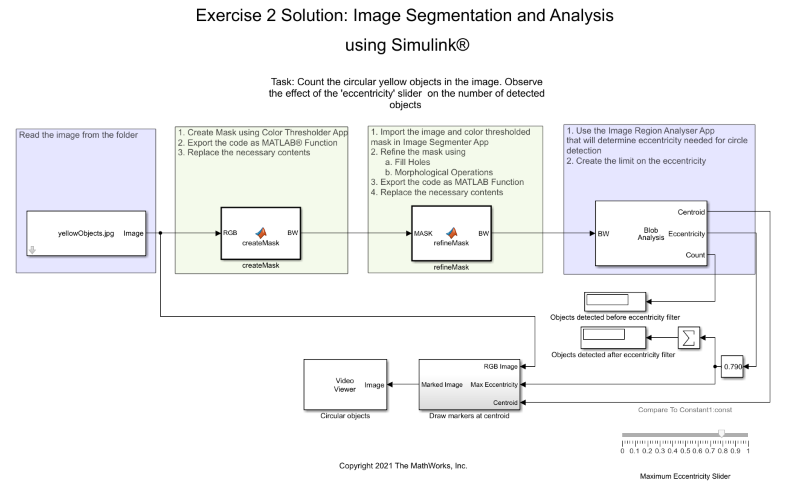 Exercise 2 Solution: Image Segmentation and Analysis
using Simulink®
Task: Count the circular yellow objects in the image. Observe
the effect of the 'eccentricity' slider on the number of detected
objects
Read the image from the folder
1. Create Mask using Color Thresholder App
2. Export the code as MATLAB® Function
3. Replace the necessary contents
1. Import the image and color thresholded
mask in Image Segmenter App
2. Refine the mask using
a. Fill Holes
b. Morphological Operations
3. Export the code as MATLAB Function
4. Replace the necessary contents
1. Use the Image Region Analyser App
that will determine eccentricity needed for circle
detection
2. Create the limit on the eccentricity
yellowObjects.jpg
Image
RGB
BW
createMask
createMask
MASK
BW
refineMask
refineMask
BW
Blob
Analysis
Centroid
Eccentricity
Count
Objects detected before eccentricity filter
Objects detected after eccentricity filter
∑
0.790
Video
Viewer
Image
Circular objects
Marked Image
RGB Image
Max Eccentricity
Centroid
Draw markers at centroid
Compare To Constant1:const
0 0.1 0.2 0.3 0.4 0.5 0.6 0.7 0.8 0.9 1
Maximum Eccentricity Slider
Copyright 2021 The MathWorks, Inc.